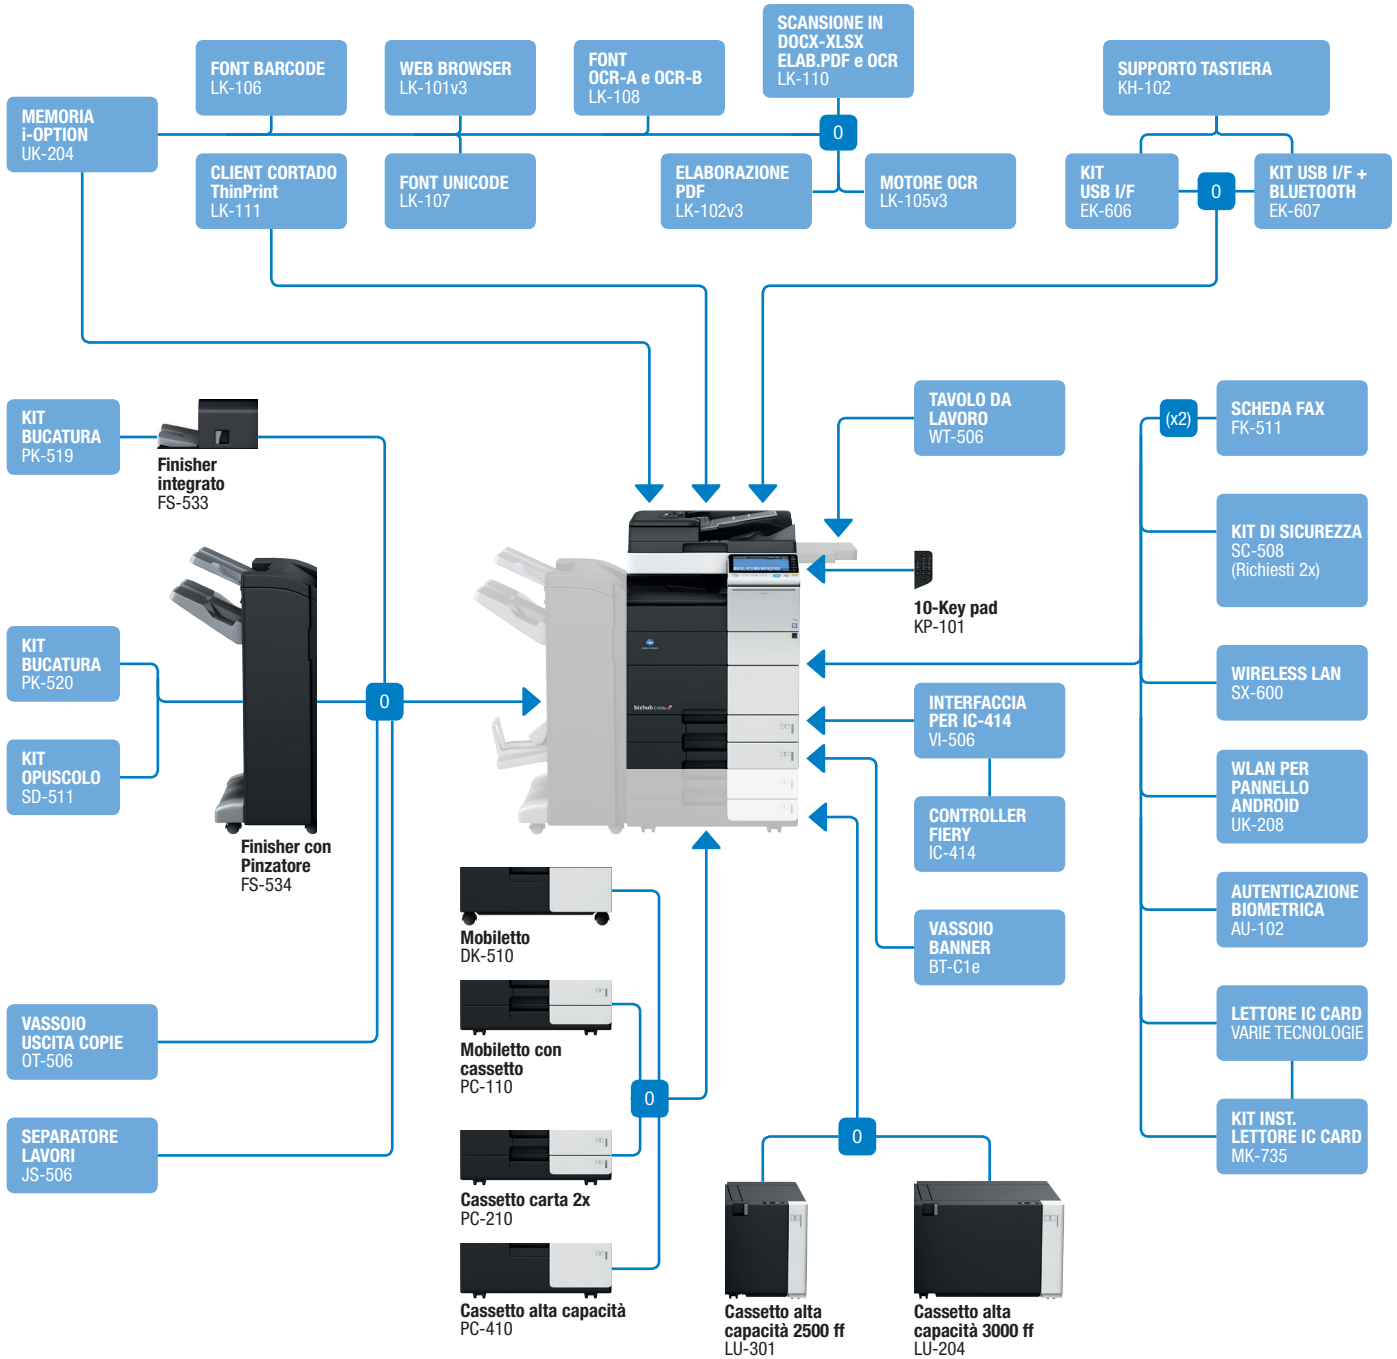 SCANSIONE IN
DOCX-XLSX
ELAB.PDF e OCR
LK-110
FONT BARCODE
LK-106
WEB BROWSER
LK-101v3
FONT
OCR-A e OCR-B
LK-108
SUPPORTO TASTIERA
KH-102
MEMORIA
i-OPTION
UK-204
0
CLIENT CORTADO
ThinPrint
LK-111
FONT UNICODE
LK-107
ELABORAZIONE
PDF
LK-102v3
MOTORE OCR
LK-105v3
KIT
USB I/F
EK-606
0
KIT USB I/F +
BLUETOOTH
EK-607
KIT
BUCATURA
PK-519
Finisher
integrato
FS-533
TAVOLO DA
LAVORO
WT-506
(x2)
SCHEDA FAX
FK-511
KIT DI SICUREZZA
SC-508
(Richiesti 2x)
10-Key pad
KP-101
KIT
BUCATURA
PK-520
WIRELESS LAN
SX-600
0
bizhub
INTERFACCIA
PER IC-414
VI-506
KIT
OPUSCOLO
SD-511
WLAN PER
PANNELLO
ANDROID
UK-208
CONTROLLER
FIERY
IC-414
Finisher con
Pinzatore
FS-534
AUTENTICAZIONE
BIOMETRICA
AU-102
Mobiletto
DK-510
VASSOIO
BANNER
BT-C1e
VASSOIO
USCITA COPIE
OT-506
LETTORE IC CARD
VARIE TECNOLOGIE
Mobiletto con
cassetto
PC-110
0
SEPARATORE
LAVORI
JS-506
0
KIT INST.
LETTORE IC CARD
MK-735
Cassetto carta 2x
PC-210
Cassetto alta capacità
PC-410
Cassetto alta
capacità 2500 ff
LU-301
Cassetto alta
capacità 3000 ff
LU-204